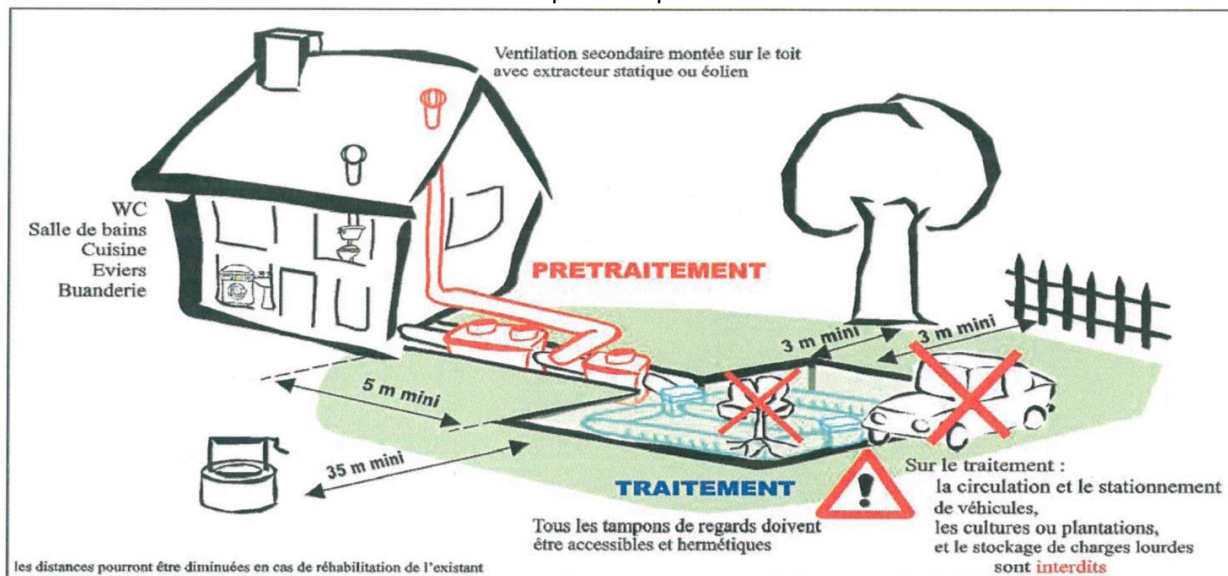 Ventilation secondaire montée sur le toit
avec extracteur statique ou éolien
WC
Salle de bains
Cuisine
Eviers
Buanderie
PRETRAITEMENT
3 m mini
3 m mini
5 m mini
35 m mini
TRAITEMENT
Tous les tampons de regards doivent
être accessibles et hermétiques
Sur le traitement :
la circulation et le stationnement
de véhicules,
les cultures ou plantations,
et le stockage de charges lourdes
sont interdits
les distances pourront être diminuées en cas de réhabilitation de l'existant